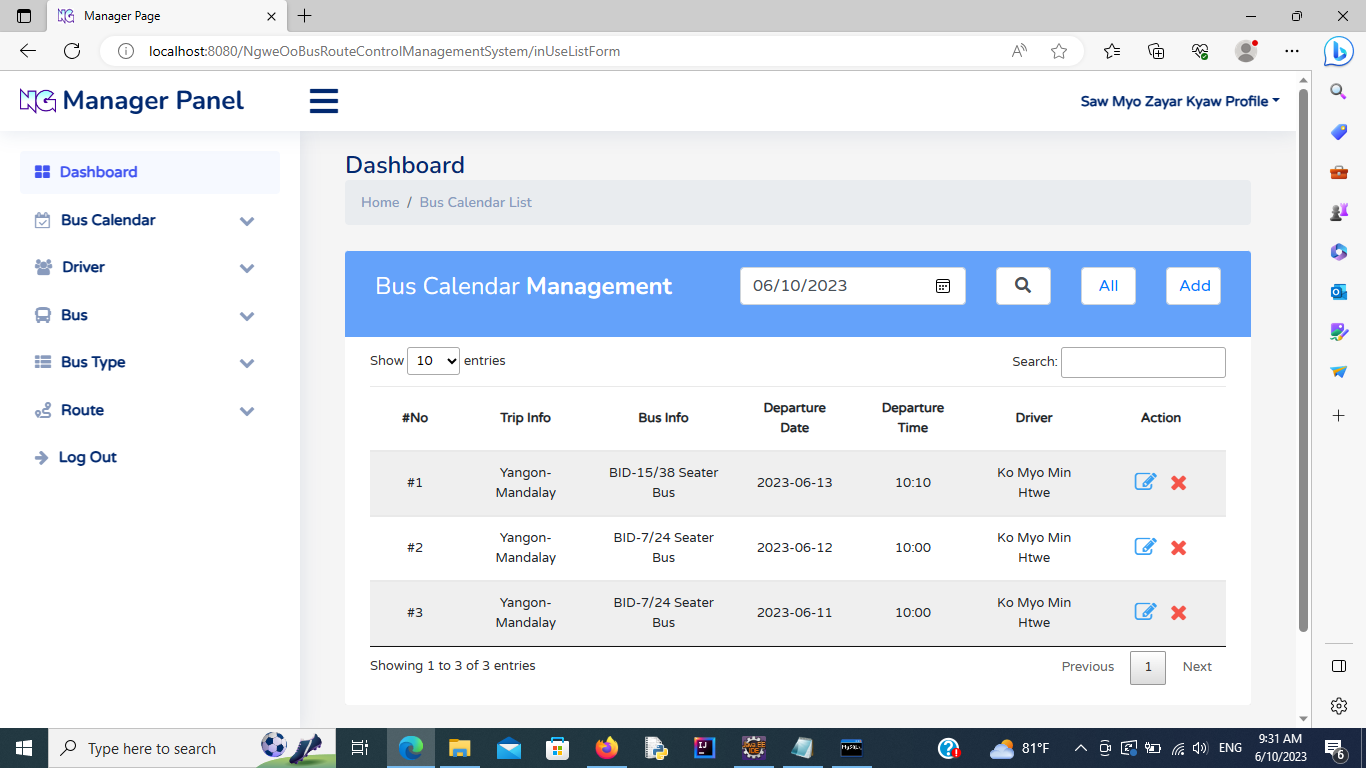 Manager Page
localhost:8080/NgweOoBusRouteControlManagementSystem/inUseListForm
NG Manager Panel
Saw Myo Zayar Kyaw Profile
Dashboard
Bus Calendar
Driver
Bus
Bus Type
Route
Log Out
Dashboard
Home / Bus Calendar List
Bus Calendar Management
06/10/2023
All
Add
Show 10 entries
Search:
#No
Trip Info
Bus Info
Departure
Date
Departure
Time
Driver
Action
#1
Yangon-
Mandalay
BID-15/38 Seater
Bus
2023-06-13
10:10
Ko Myo Min
Htwe
#2
Yangon-
Mandalay
BID-7/24 Seater
Bus
2023-06-12
10:00
Ko Myo Min
Htwe
#3
Yangon-
Mandalay
BID-7/24 Seater
Bus
2023-06-11
10:00
Ko Myo Min
Htwe
Showing 1 to 3 of 3 entries
Previous
1
Next
Type here to search
81°F
ENG
9:31 AM
6/10/2023
6